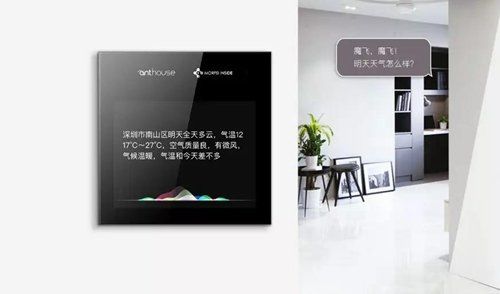 anthouse
MORFEI INSIDE
深圳市南山区明天全天多云，气温12
17℃～27℃，空气质量良，有微风，
气候温暖，气温和今天差不多
魔飞，魔飞！
明天天气怎么样？